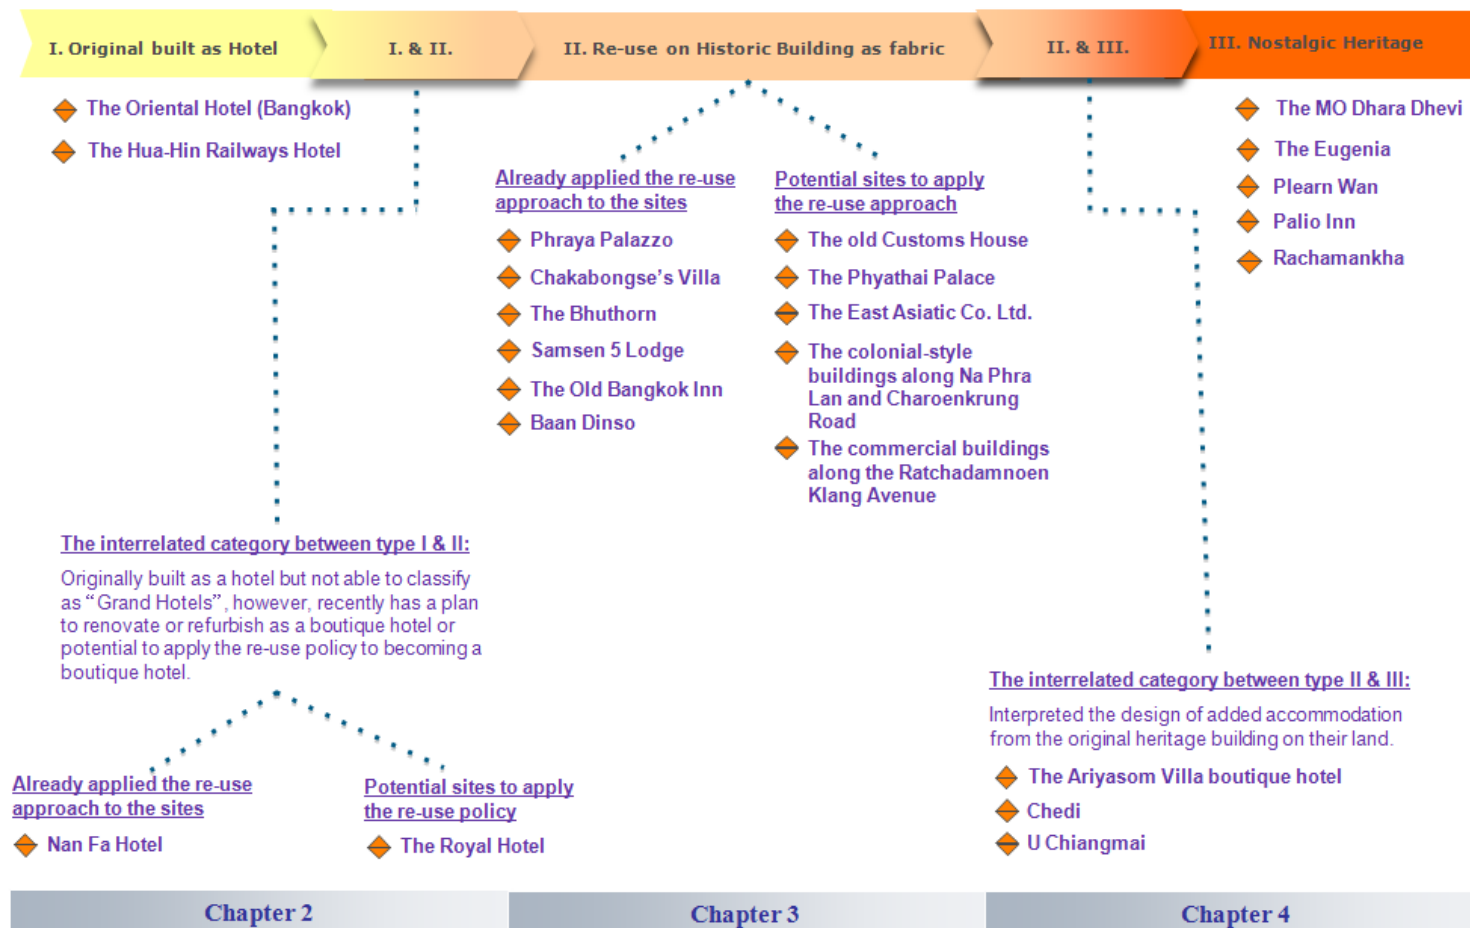 I. Original built as Hotel
I. & II.
II. Re-use on Historic Building as fabric
II. & III.
III. Nostalgic Heritage
The Oriental Hotel (Bangkok)
The Hua-Hin Railways Hotel
Already applied the re-use
approach to the sites
Phraya Palazzo
Chakabongse’s Villa
The Bhuthorn
Samsen 5 Lodge
The Old Bangkok Inn
Baan Dinso
Potential sites to apply
the re-use approach
The old Customs House
The Phyathai Palace
The East Asiatic Co. Ltd.
The colonial-style
buildings along Na Phra
Lan and Charoenkrung
Road
The commercial buildings
along the Ratchadamnoen
Klang Avenue
The MO Dhara Dhevi
The Eugenia
Plearn Wan
Palio Inn
Rachamankha
The interrelated category between type I & II:
Originally built as a hotel but not able to classify
as “Grand Hotels”, however, recently has a plan
to renovate or refurbish as a boutique hotel or
potential to apply the re-use policy to becoming a
boutique hotel.
Already applied the re-use
approach to the sites
Nan Fa Hotel
Potential sites to apply
the re-use policy
The Royal Hotel
The interrelated category between type II & III:
Interpreted the design of added accommodation
from the original heritage building on their land.
The Ariyasom Villa boutique hotel
Chedi
U Chiangmai
Chapter 2
Chapter 3
Chapter 4